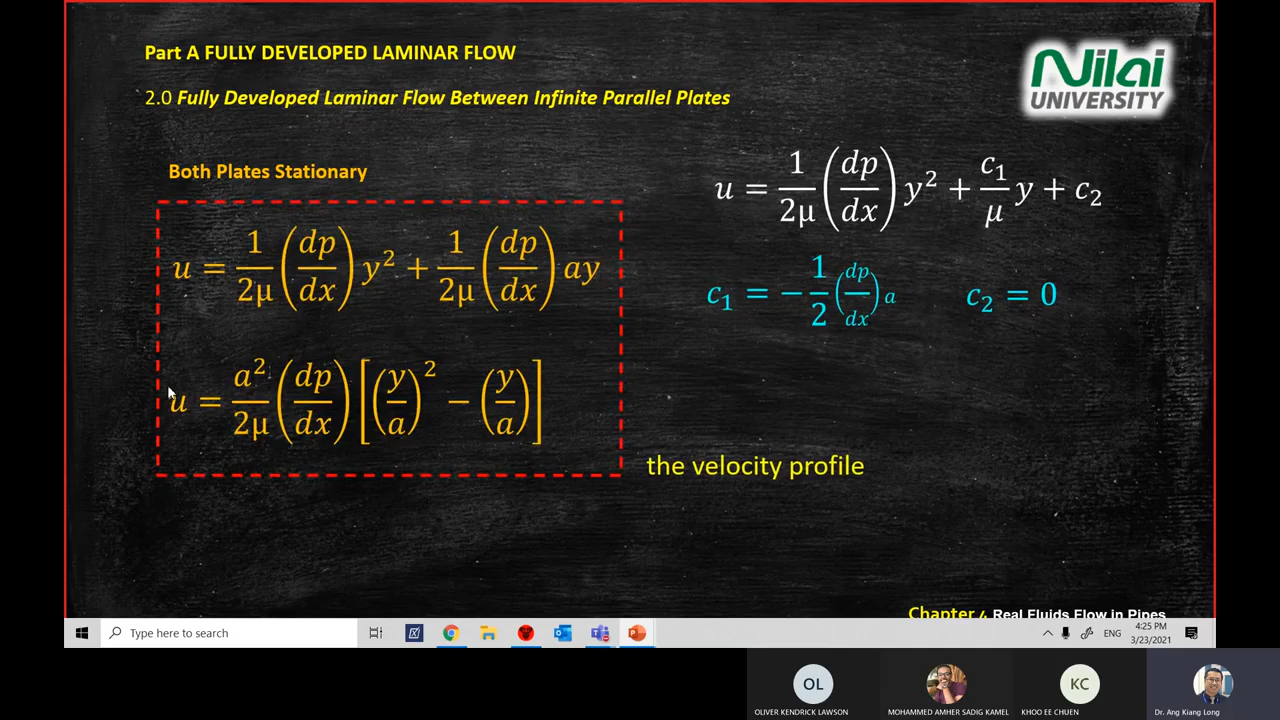 Part A FULLY DEVELOPED LAMINAR FLOW
Nilai
UNIVERSITY
2.0 Fully Developed Laminar Flow Between Infinite Parallel Plates
Both Plates Stationary
u = 1/2μ (dp/dx) y² + c₁/μ y + c₂
u = 1/2μ (dp/dx) y² + 1/2μ (dp/dx) ay
c₁ = − 1/2 (dp/dx) a
c₂ = 0
u = a²/2μ (dp/dx) [(y/a)² − (y/a)]
the velocity profile
Chapter 4 Real Fluids Flow in Pipes
Type here to search
ENG
4:25 PM
3/23/2021
OL
KC
OLIVER KENDRICK LAWSON
MOHAMMED AMHER SADIG KAMEL
KHOO EE CHUEN
Dr. Ang Kiang Long